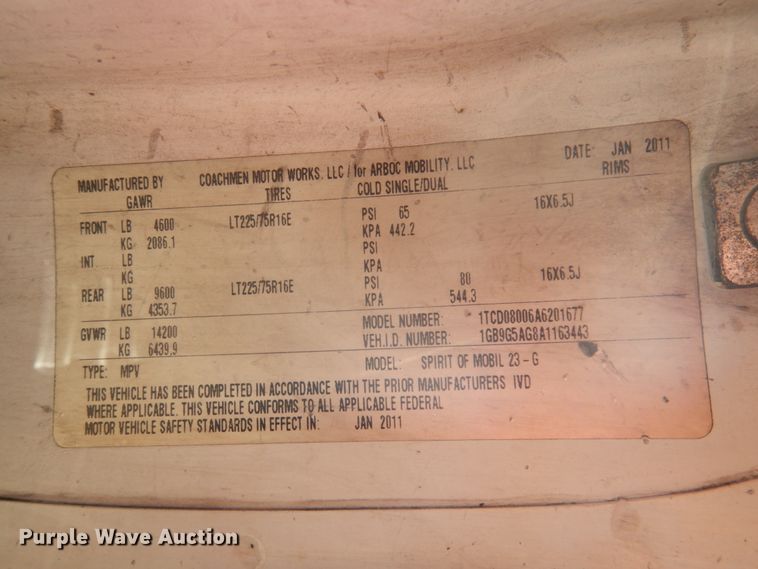 MANUFACTURED BY COACHMEN MOTOR WORKS, LLC / for ARBOC MOBILITY, LLC DATE: JAN 2011
GAWR TIRES COLD SINGLE/DUAL RIMS
FRONT LB 4600 LT225/75R16E PSI 65 16X6.5J
KG 2086.1 KPA 442.2
INT LB PSI
KG KPA
REAR LB 9600 LT225/75R16E PSI 80 16X6.5J
KG 4353.7 KPA 544.3
GVWR LB 14200 MODEL NUMBER: 1TCD08006A6201677
KG 6439.9 VEH.I.D. NUMBER: 1GB9G5AG8A1163443
TYPE: MPV MODEL: SPIRIT OF MOBIL 23-G
THIS VEHICLE HAS BEEN COMPLETED IN ACCORDANCE WITH THE PRIOR MANUFACTURERS IVD
WHERE APPLICABLE. THIS VEHICLE CONFORMS TO ALL APPLICABLE FEDERAL
MOTOR VEHICLE SAFETY STANDARDS IN EFFECT IN: JAN 2011
Purple Wave Auction